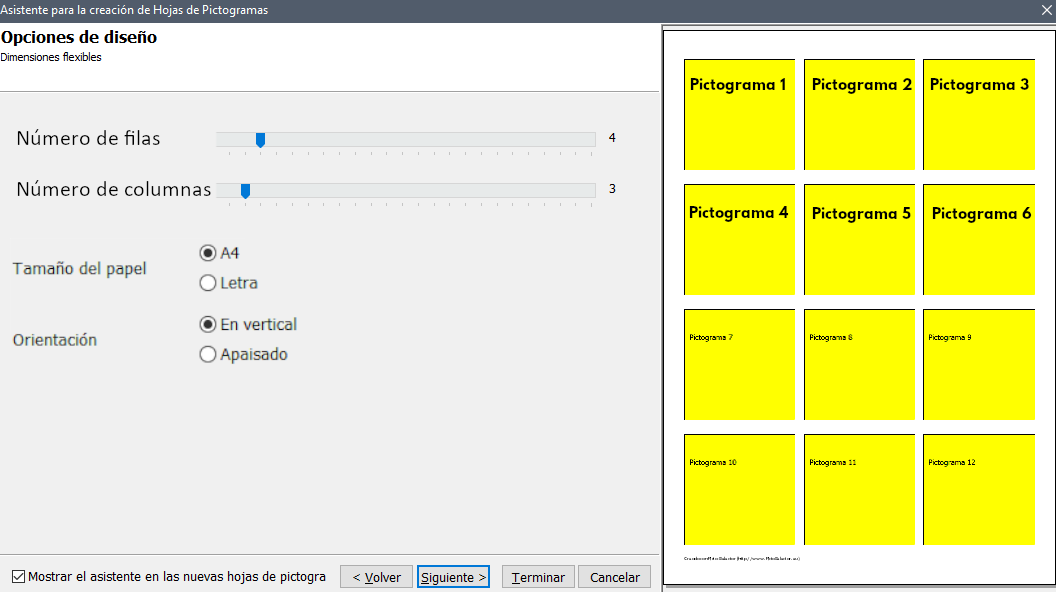 Asistente para la creación de Hojas de Pictogramas
Opciones de diseño
Dimensiones flexibles
Número de filas
4
Número de columnas
3
Tamaño del papel
A4
Letra
Orientación
En vertical
Apaisado
Mostrar el asistente en las nuevas hojas de pictogra
< Volver
Siguiente >
Terminar
Cancelar
Pictograma 1
Pictograma 2
Pictograma 3
Pictograma 4
Pictograma 5
Pictograma 6
Pictograma 7
Pictograma 8
Pictograma 9
Pictograma 10
Pictograma 11
Pictograma 12